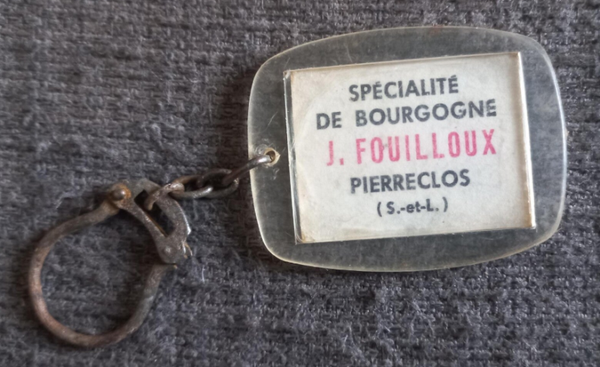 SPÉCIALITÉ
DE BOURGOGNE
J. FOUILLOUX
PIERRECLOS
(S.-et-L.)